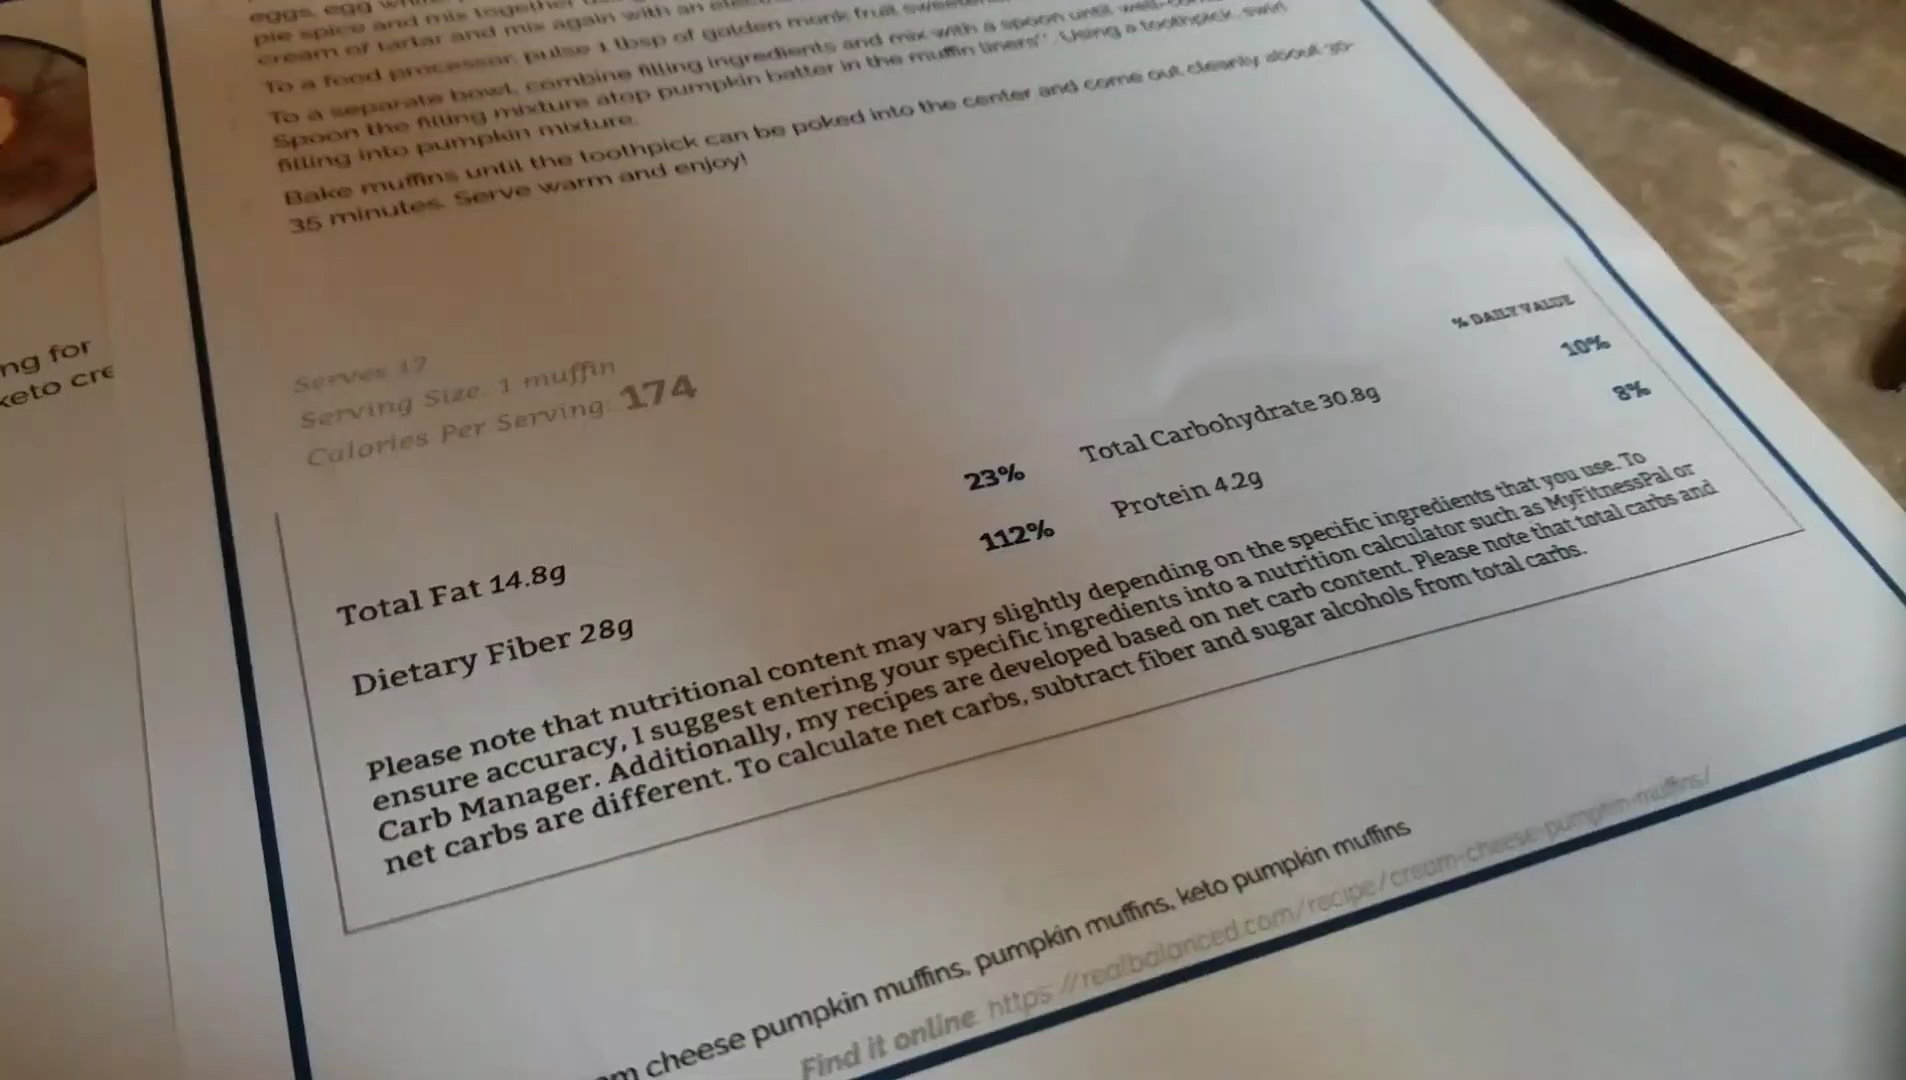 eggs, egg
pie spice and mix together
cream of tartar and mix again with an
To a food processor, pulse 1 tbsp of golden monk fruit
To a separate bowl, combine filling ingredients and mix with a spoon until
Spoon the filling mixture atop pumpkin batter in the muffin liners**. Using a toothpick, swirl
filling into pumpkin mixture.
Bake muffins until the toothpick can be poked into the center and come out cleanly, about 30-
35 minutes. Serve warm and enjoy!
ng for
keto cre
Serves 17
Serving Size: 1 muffin
Calories Per Serving: 174
% DAILY VALUE
Total Fat 14.8g 23% Total Carbohydrate 30.8g 10%
Dietary Fiber 28g 112% Protein 4.2g 8%
Please note that nutritional content may vary slightly depending on the specific ingredients that you use. To
ensure accuracy, I suggest entering your specific ingredients into a nutrition calculator such as MyFitnessPal or
Carb Manager. Additionally, my recipes are developed based on net carb content. Please note that total carbs and
net carbs are different. To calculate net carbs, subtract fiber and sugar alcohols from total carbs.
m cheese pumpkin muffins, pumpkin muffins, keto pumpkin muffins
Find it online: https://realbalanced.com/recipe/cream-cheese-pumpkin-muffins/